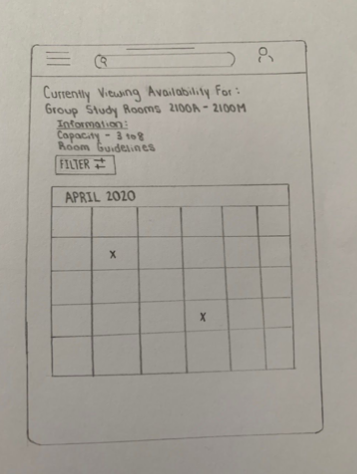 Currently Viewing Availability For:
Group Study Rooms 2100A - 2100M
Information:
Capacity - 3 to 8
Room Guidelines
FILTER
APRIL 2020
x
x